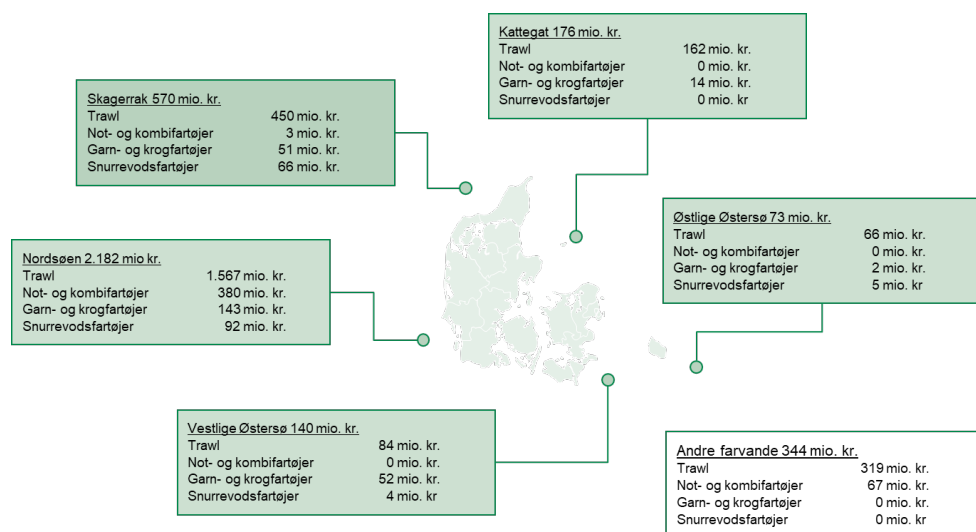 Kattegat 176 mio. kr.
Trawl 162 mio. kr.
Not- og kombifartøjer 0 mio. kr.
Garn- og krogfartøjer 14 mio. kr.
Snurrevodsfartøjer 0 mio. kr
Skagerrak 570 mio. kr.
Trawl 450 mio. kr.
Not- og kombifartøjer 3 mio. kr.
Garn- og krogfartøjer 51 mio. kr.
Snurrevodsfartøjer 66 mio. kr.
Østlige Østersø 73 mio. kr.
Trawl 66 mio. kr.
Not- og kombifartøjer 0 mio. kr.
Garn- og krogfartøjer 2 mio. kr.
Snurrevodsfartøjer 5 mio. kr
Nordsøen 2.182 mio kr.
Trawl 1.567 mio. kr.
Not- og kombifartøjer 380 mio. kr.
Garn- og krogfartøjer 143 mio. kr.
Snurrevodsfartøjer 92 mio. kr.
Vestlige Østersø 140 mio. kr.
Trawl 84 mio. kr.
Not- og kombifartøjer 0 mio. kr.
Garn- og krogfartøjer 52 mio. kr.
Snurrevodsfartøjer 4 mio. kr
Andre farvande 344 mio. kr.
Trawl 319 mio. kr.
Not- og kombifartøjer 67 mio. kr.
Garn- og krogfartøjer 0 mio. kr.
Snurrevodsfartøjer 0 mio. kr